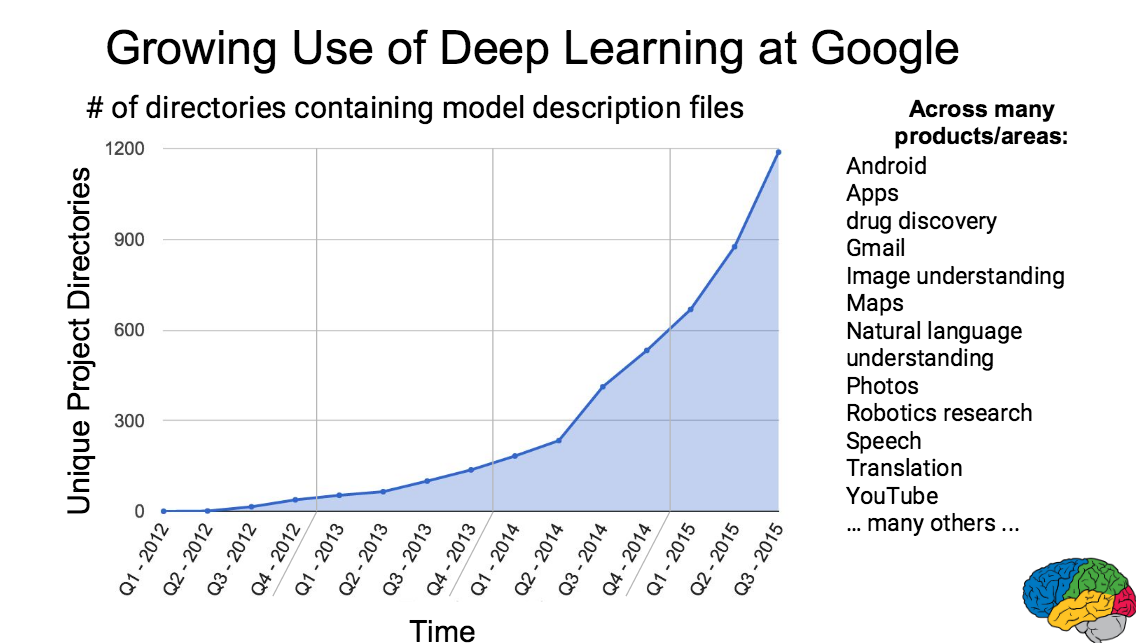 Growing Use of Deep Learning at Google
# of directories containing model description files
Unique Project Directories
1200
900
600
300
0
Q1 - 2012
Q2 - 2012
Q3 - 2012
Q4 - 2012
Q1 - 2013
Q2 - 2013
Q3 - 2013
Q4 - 2013
Q1 - 2014
Q2 - 2014
Q3 - 2014
Q4 - 2014
Q1 - 2015
Q2 - 2015
Q3 - 2015
Time
Across many
products/areas:
Android
Apps
drug discovery
Gmail
Image understanding
Maps
Natural language
understanding
Photos
Robotics research
Speech
Translation
YouTube
... many others ...